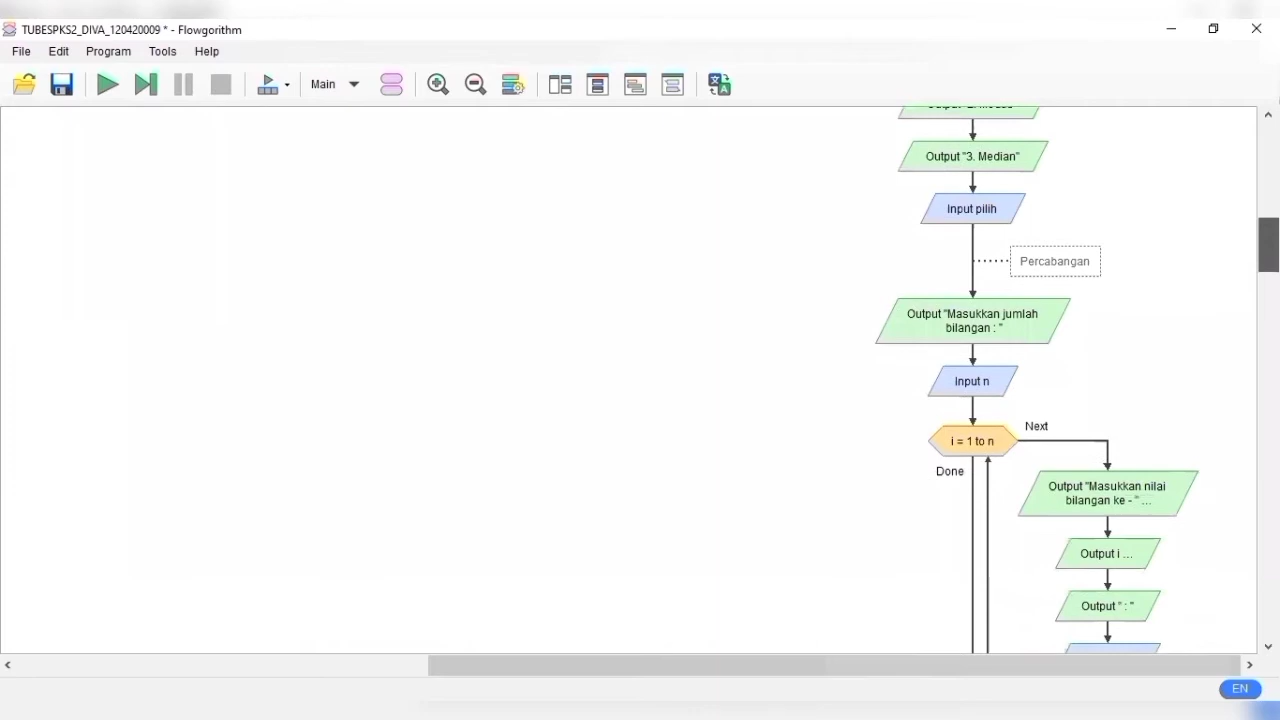 TUBESPKS2_DIVA_120420009 * - Flowgorithm
File Edit Program Tools Help
Main
Output "3. Median"
Input pilih
Percabangan
Output "Masukkan jumlah
bilangan : "
Input n
i = 1 to n
Next
Done
Output "Masukkan nilai
bilangan ke - " ...
Output i ...
Output " : "
EN